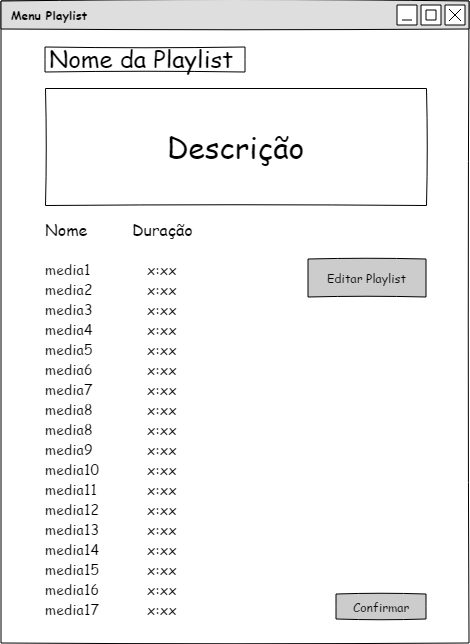 Menu Playlist
Nome da Playlist
Descrição
Nome Duração
media1 x:xx
Editar Playlist
media2 x:xx
media3 x:xx
media4 x:xx
media5 x:xx
media6 x:xx
media7 x:xx
media8 x:xx
media8 x:xx
media9 x:xx
media10 x:xx
media11 x:xx
media12 x:xx
media13 x:xx
media14 x:xx
media15 x:xx
media16 x:xx
Confirmar
media17 x:xx